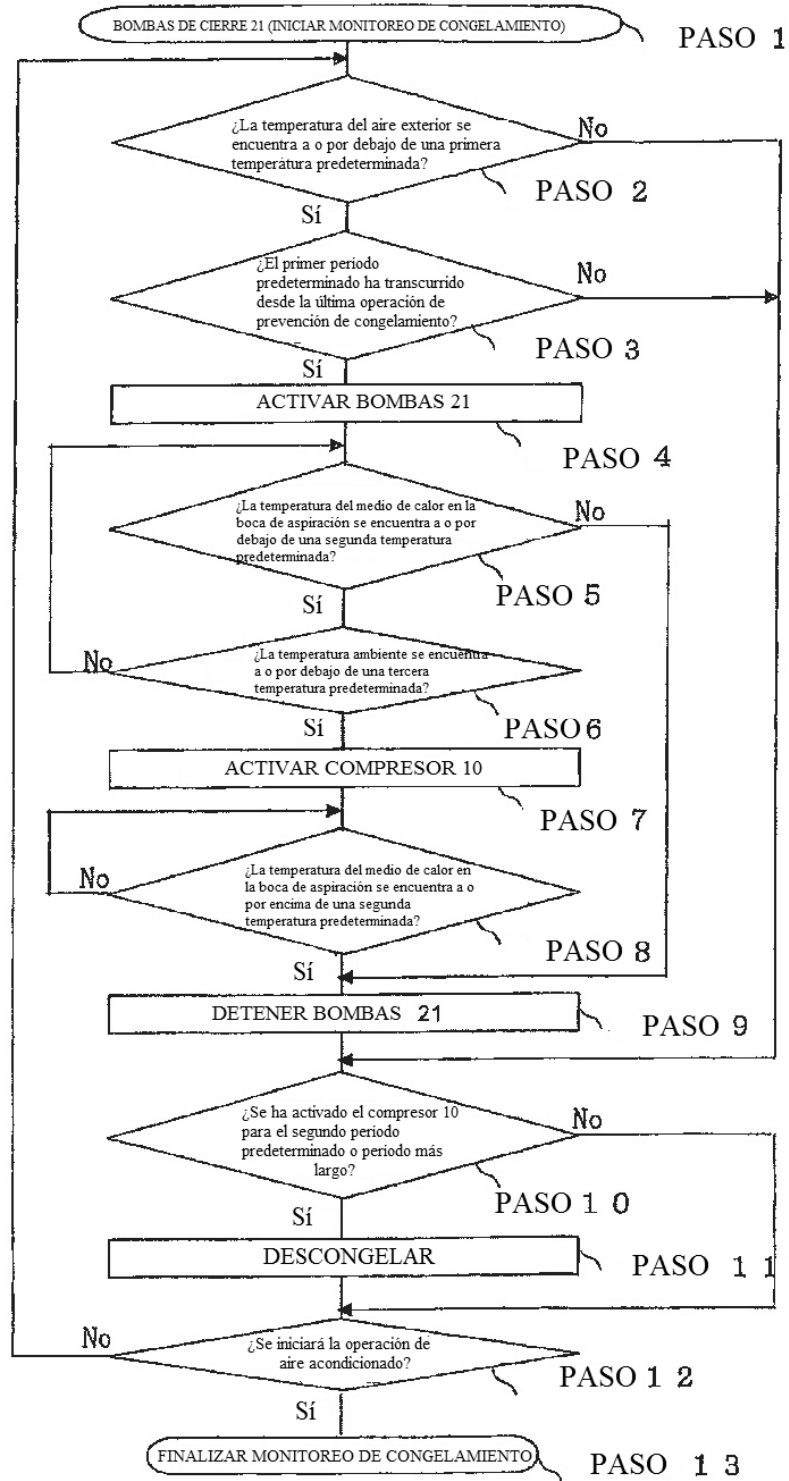 BOMBAS DE CIERRE 21 (INICIAR MONITOREO DE CONGELAMIENTO)
PASO 1
¿La temperatura del aire exterior se
encuentra a o por debajo de una primera
temperatura predeterminada?
No
PASO 2
Sí
¿El primer periodo
predeterminado ha transcurrido
desde la última operación de
prevención de congelamiento?
No
PASO 3
Sí
ACTIVAR BOMBAS 21
PASO 4
¿La temperatura del medio de calor en la
boca de aspiración se encuentra a o por
debajo de una segunda temperatura
predeterminada?
No
PASO 5
Sí
¿La temperatura ambiente se encuentra
a o por debajo de una tercera
temperatura predeterminada?
No
PASO 6
Sí
ACTIVAR COMPRESOR 10
PASO 7
¿La temperatura del medio de calor en
la boca de aspiración se encuentra a o
por encima de una segunda
temperatura predeterminada?
No
PASO 8
Sí
DETENER BOMBAS 21
PASO 9
¿Se ha activado el compresor 10
para el segundo periodo
predeterminado o periodo más
largo?
No
PASO 10
Sí
DESCONGELAR
PASO 11
¿Se iniciará la operación de
aire acondicionado?
No
PASO 12
Sí
FINALIZAR MONITOREO DE CONGELAMIENTO
PASO 13